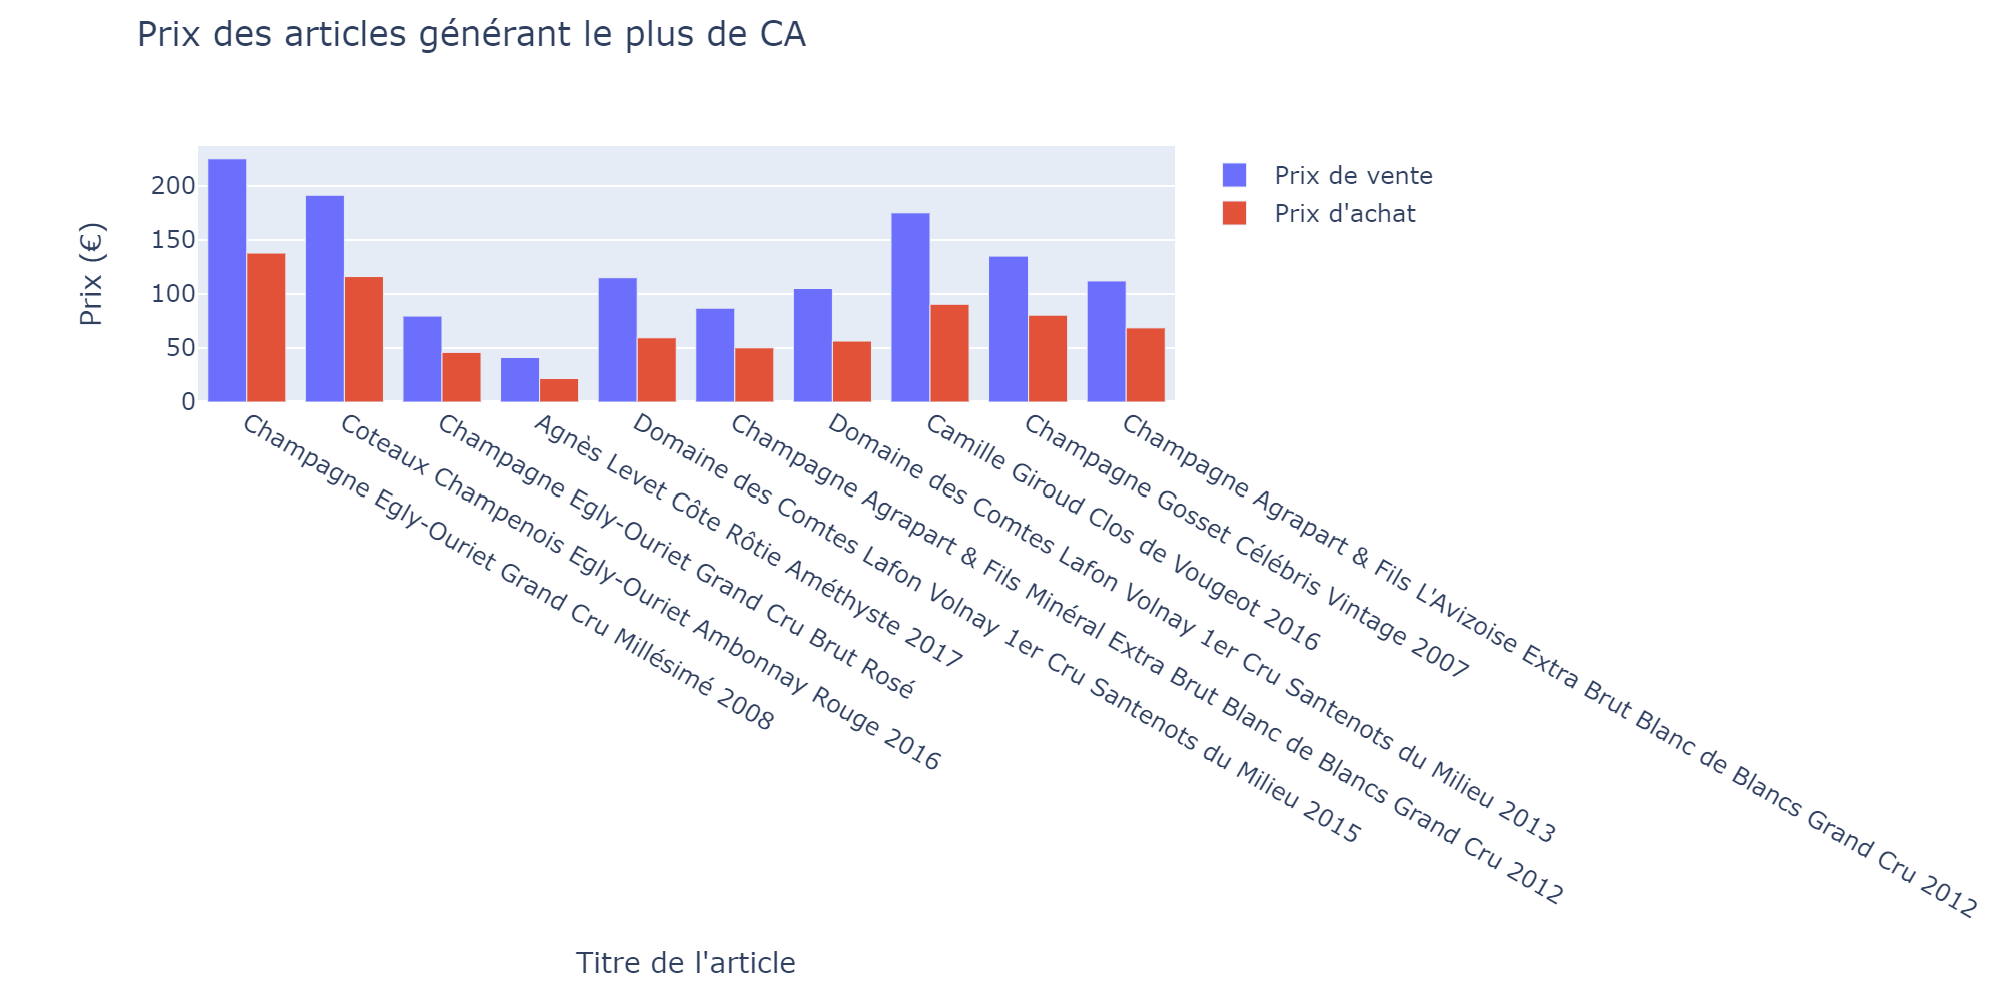 Prix des articles générant le plus de CA
Prix (€)
200
150
100
50
0
Prix de vente
Prix d'achat
Champagne Egly-Ouriet Grand Cru Millésimé 2008
Coteaux Champenois Egly-Ouriet Ambonnay Rouge 2016
Champagne Egly-Ouriet Grand Cru Brut Rosé
Agnès Levet Côte Rôtie Améthyste 2017
Domaine des Comtes Lafon Volnay 1er Cru Santenots du Milieu 2015
Champagne Agrapart & Fils Minéral Extra Brut Blanc de Blancs Grand Cru 2012
Domaine des Comtes Lafon Volnay 1er Cru Santenots du Milieu 2013
Camille Giroud Clos de Vougeot 2016
Champagne Gosset Célébris Vintage 2007
Champagne Agrapart & Fils L'Avizoise Extra Brut Blanc de Blancs Grand Cru 2012
Titre de l'article